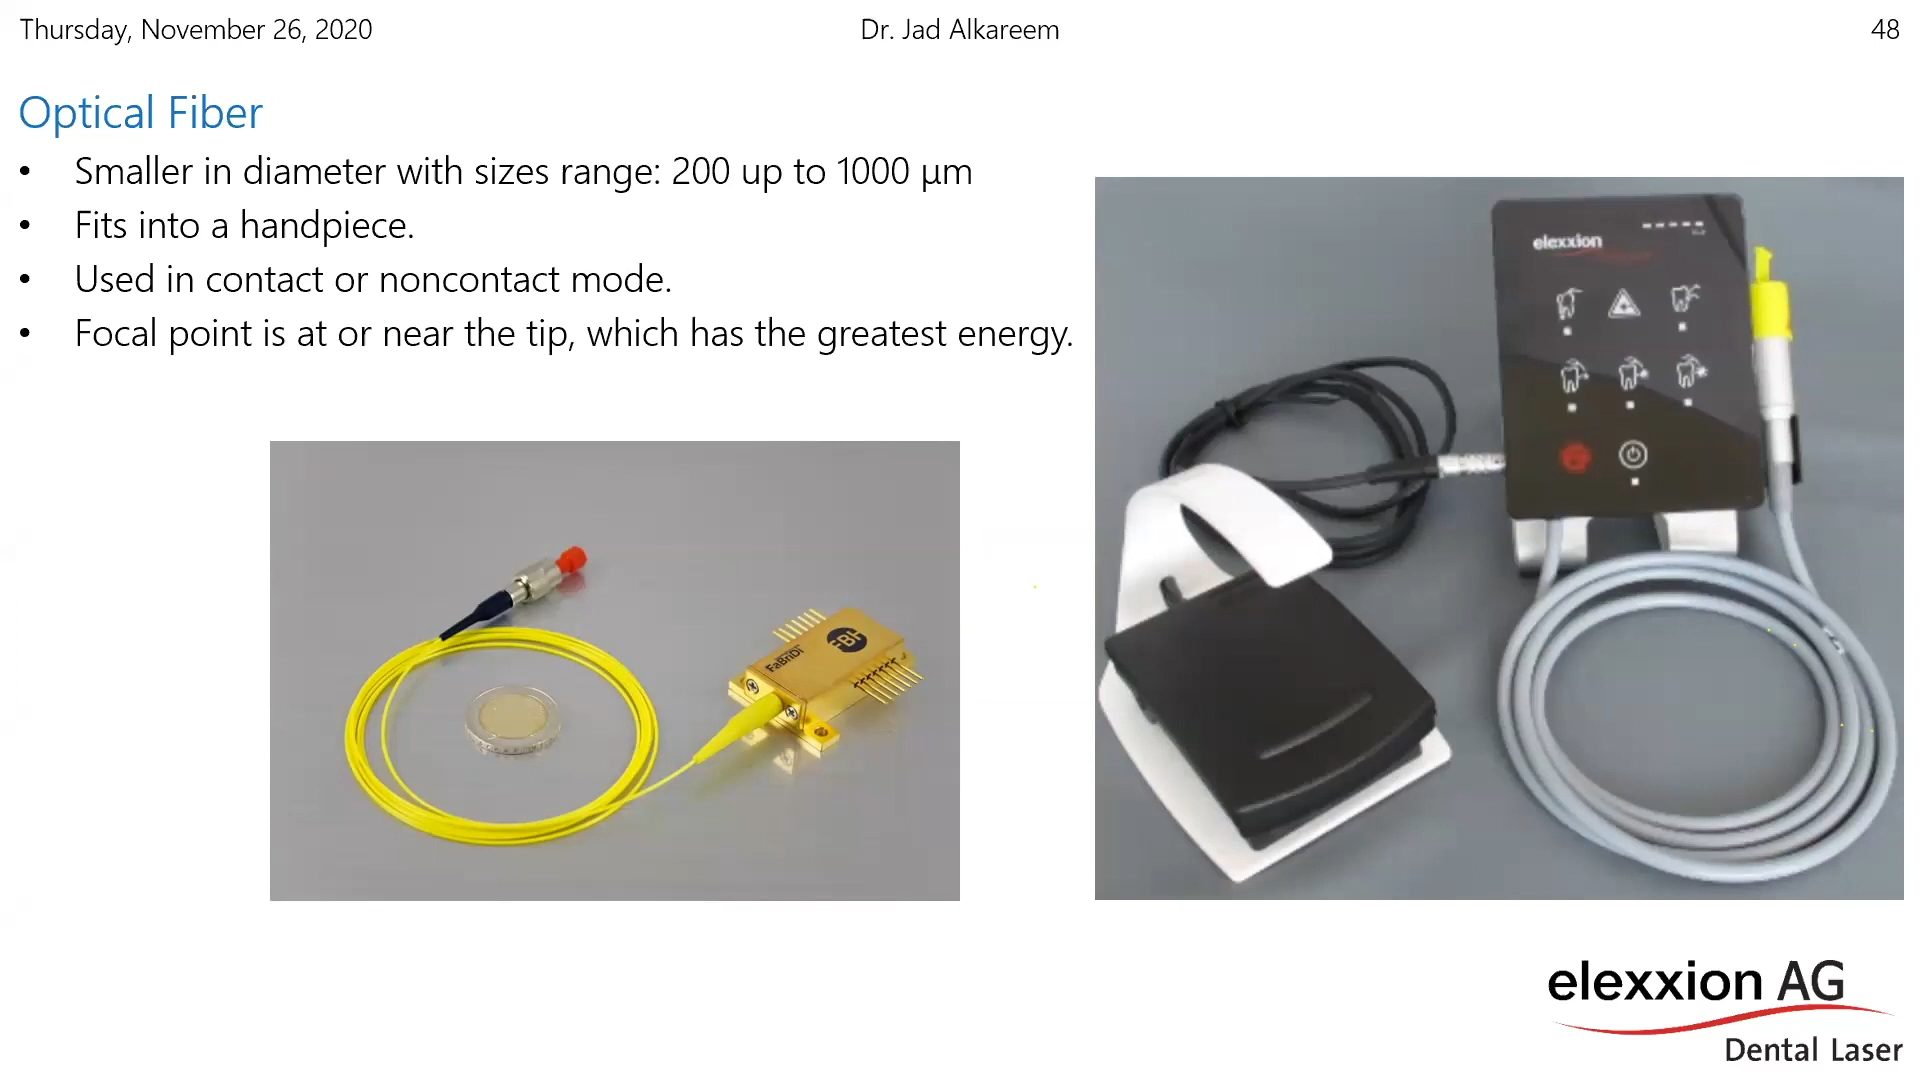 Thursday, November 26, 2020
Dr. Jad Alkareem
48
Optical Fiber
• Smaller in diameter with sizes range: 200 up to 1000 µm
• Fits into a handpiece.
• Used in contact or noncontact mode.
• Focal point is at or near the tip, which has the greatest energy.
elexxion
FaBriDi
FBH
elexxion AG
Dental Laser